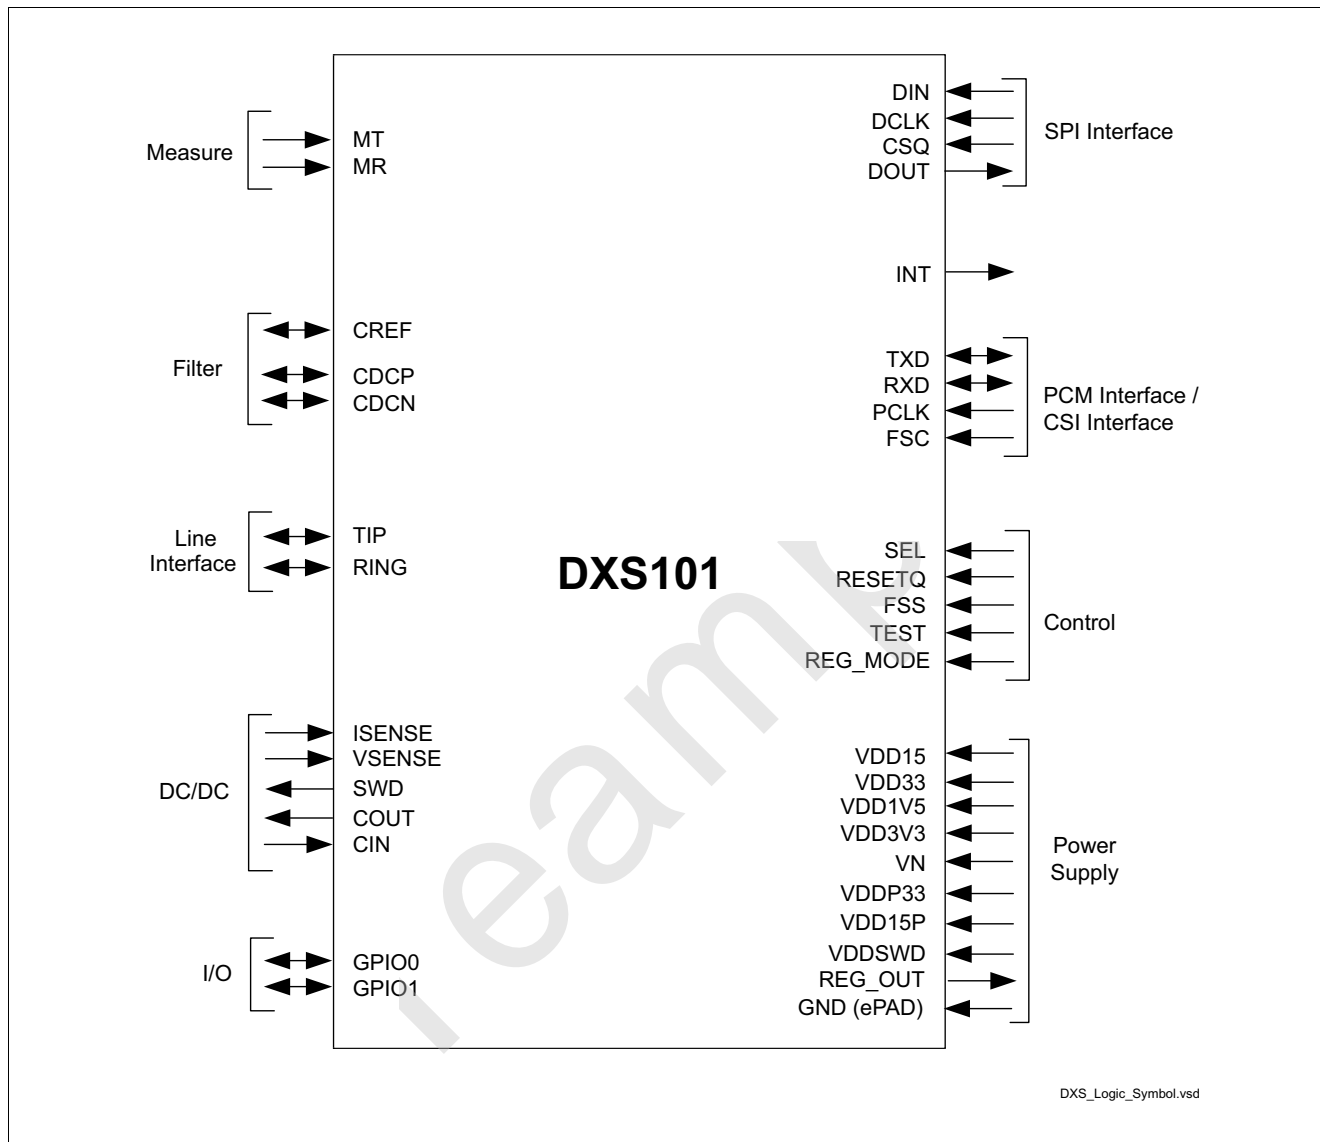 Measure
MT
MR
Filter
CREF
CDCP
CDCN
Line
Interface
TIP
RING
DC/DC
ISENSE
VSENSE
SWD
COUT
CIN
I/O
GPIO0
GPIO1
DXS101
DIN
DCLK
CSQ
DOUT
SPI Interface
INT
TXD
RXD
PCLK
FSC
PCM Interface /
CSI Interface
SEL
RESETQ
FSS
TEST
REG_MODE
Control
VDD15
VDD33
VDD1V5
VDD3V3
VN
VDDP33
VDD15P
VDDSWD
REG_OUT
GND (ePAD)
Power
Supply
DXS_Logic_Symbol.vsd